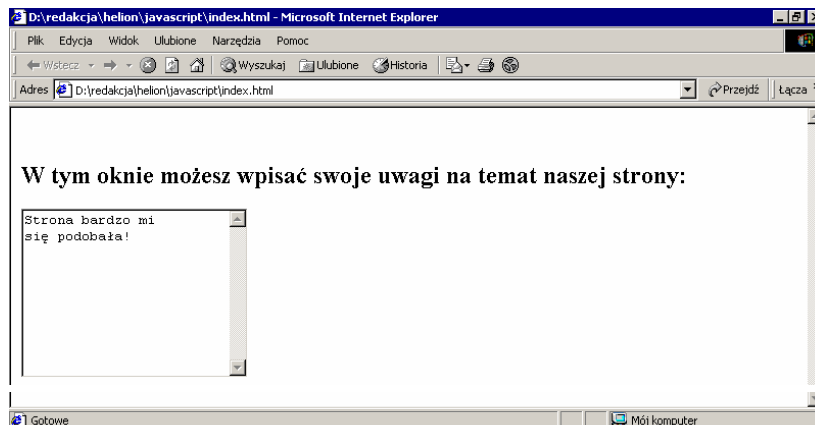 D:\redakcja\helion\javascript\index.html - Microsoft Internet Explorer
Plik Edycja Widok Ulubione Narzędzia Pomoc
Wstecz Wyszukaj Ulubione Historia
Adres D:\redakcja\helion\javascript\index.html Przejdź Łącza
W tym oknie możesz wpisać swoje uwagi na temat naszej strony:
Strona bardzo mi
się podobała!
Gotowe Mój komputer